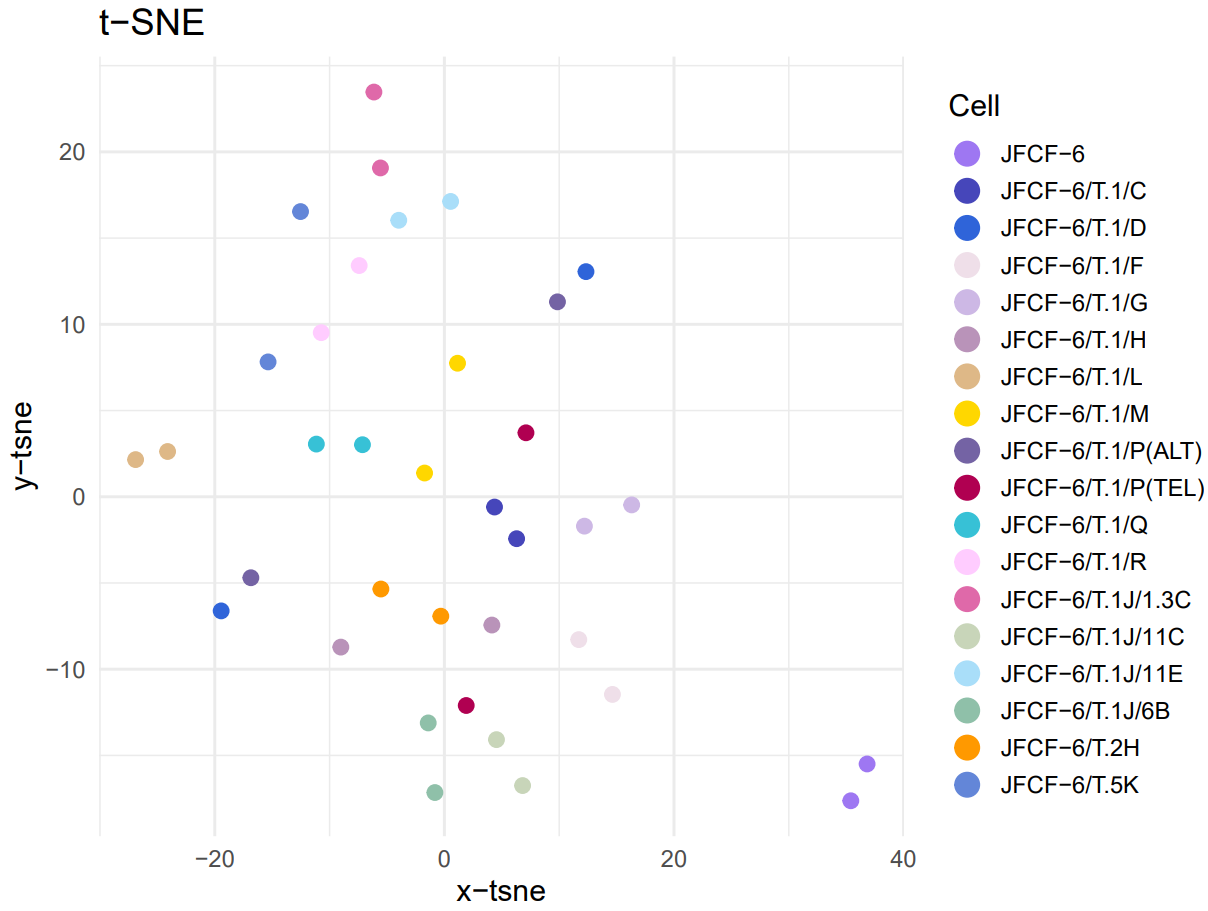 t−SNE
20
10
0
−10
y−tsne
−20
0
20
40
x−tsne
Cell
JFCF−6
JFCF−6/T.1/C
JFCF−6/T.1/D
JFCF−6/T.1/F
JFCF−6/T.1/G
JFCF−6/T.1/H
JFCF−6/T.1/L
JFCF−6/T.1/M
JFCF−6/T.1/P(ALT)
JFCF−6/T.1/P(TEL)
JFCF−6/T.1/Q
JFCF−6/T.1/R
JFCF−6/T.1J/1.3C
JFCF−6/T.1J/11C
JFCF−6/T.1J/11E
JFCF−6/T.1J/6B
JFCF−6/T.2H
JFCF−6/T.5K